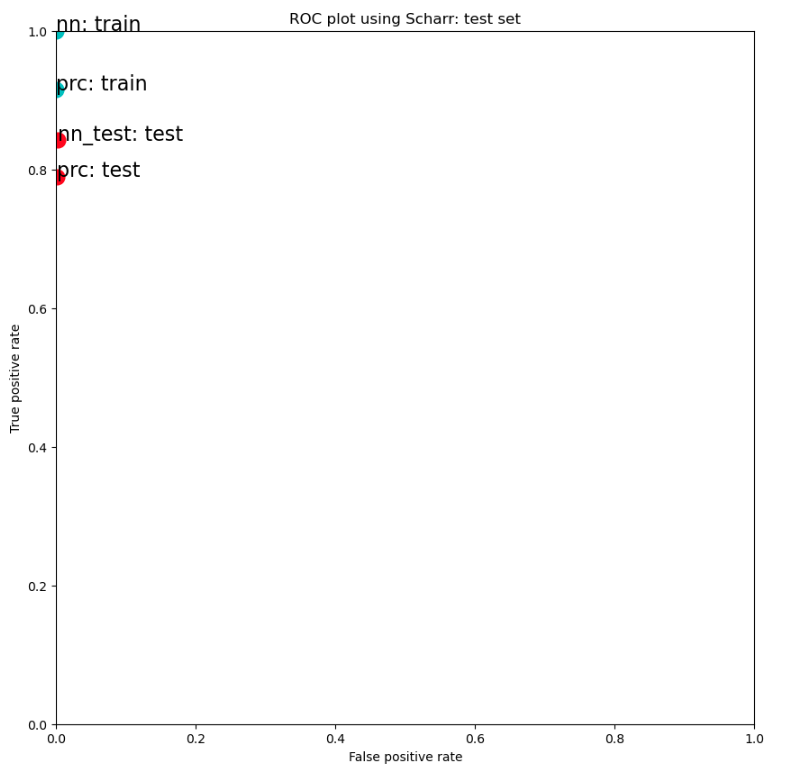 ROC plot using Scharr: test set
nn: train
1.0
prc: train
nn_test: test
prc: test
0.8
0.6
0.4
0.2
0.0
True positive rate
0.0 0.2 0.4 0.6 0.8 1.0
False positive rate